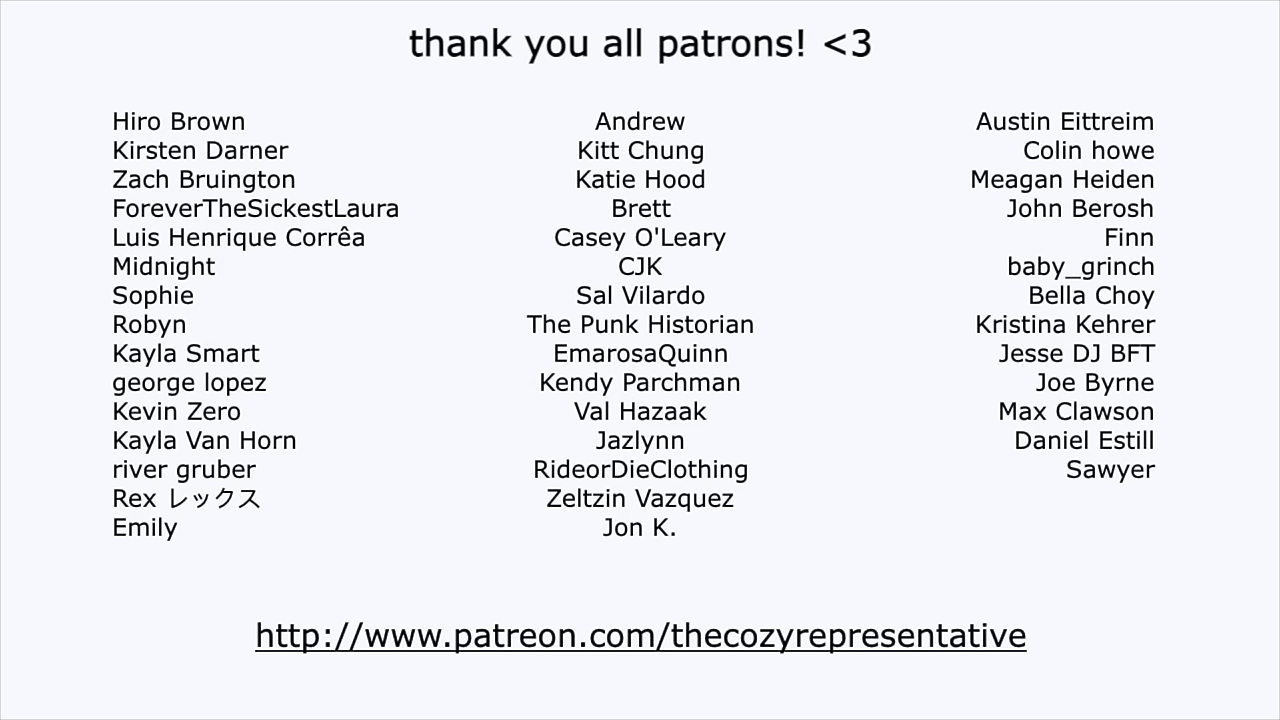 thank you all patrons! <3
Hiro Brown
Kirsten Darner
Zach Bruington
ForeverTheSickestLaura
Luis Henrique Corrêa
Midnight
Sophie
Robyn
Kayla Smart
george lopez
Kevin Zero
Kayla Van Horn
river gruber
Rex レックス
Emily
Andrew
Kitt Chung
Katie Hood
Brett
Casey O'Leary
CJK
Sal Vilardo
The Punk Historian
EmarosaQuinn
Kendy Parchman
Val Hazaak
Jazlynn
RideorDieClothing
Zeltzin Vazquez
Jon K.
Austin Eittreim
Colin howe
Meagan Heiden
John Berosh
Finn
baby_grinch
Bella Choy
Kristina Kehrer
Jesse DJ BFT
Joe Byrne
Max Clawson
Daniel Estill
Sawyer
http://www.patreon.com/thecozyrepresentative